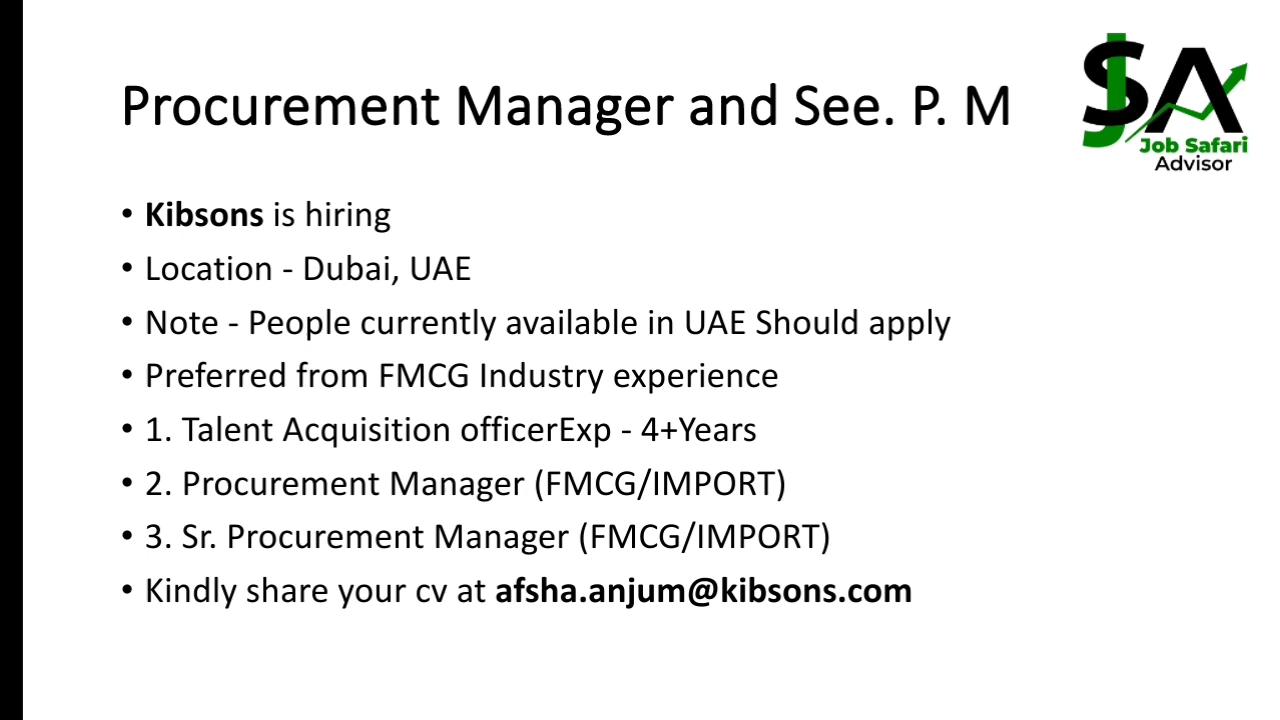 Procurement Manager and See. P. M
SJA
Job Safari
Advisor
• Kibsons is hiring
• Location - Dubai, UAE
• Note - People currently available in UAE Should apply
• Preferred from FMCG Industry experience
• 1. Talent Acquisition officerExp - 4+Years
• 2. Procurement Manager (FMCG/IMPORT)
• 3. Sr. Procurement Manager (FMCG/IMPORT)
• Kindly share your cv at afsha.anjum@kibsons.com